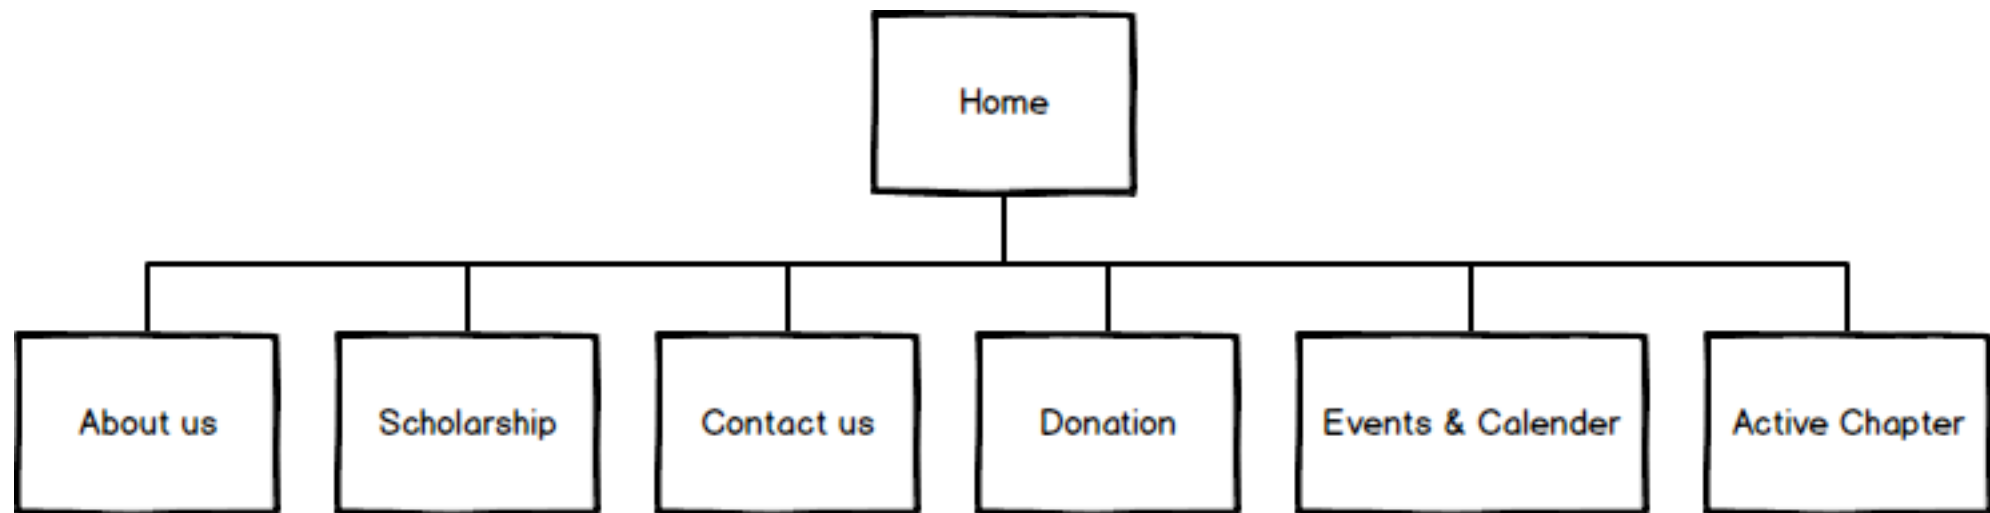 Home
About us
Scholarship
Contact us
Donation
Events & Calender
Active Chapter